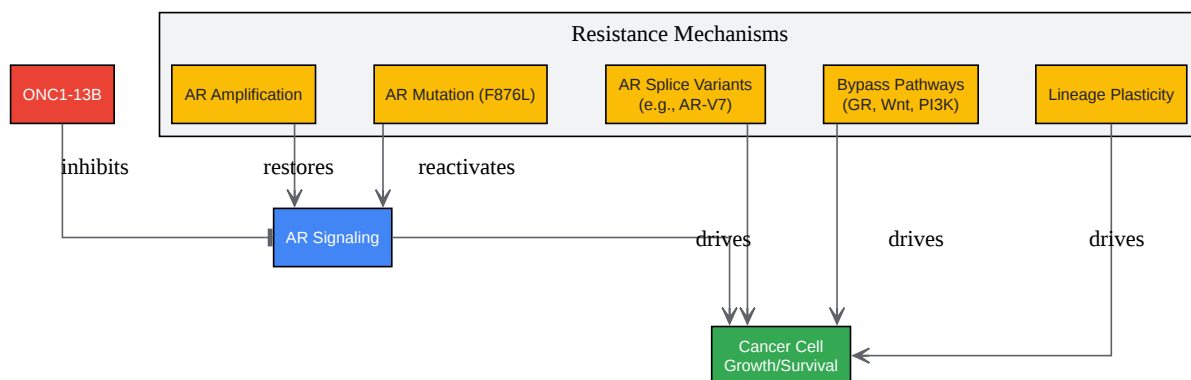 Resistance Mechanisms
ONC1-13B
AR Amplification
AR Mutation (F876L)
AR Splice Variants
(e.g., AR-V7)
Bypass Pathways
(GR, Wnt, PI3K)
Lineage Plasticity
inhibits
restores
reactivates
AR Signaling
drives
drives
drives
Cancer Cell
Growth/Survival